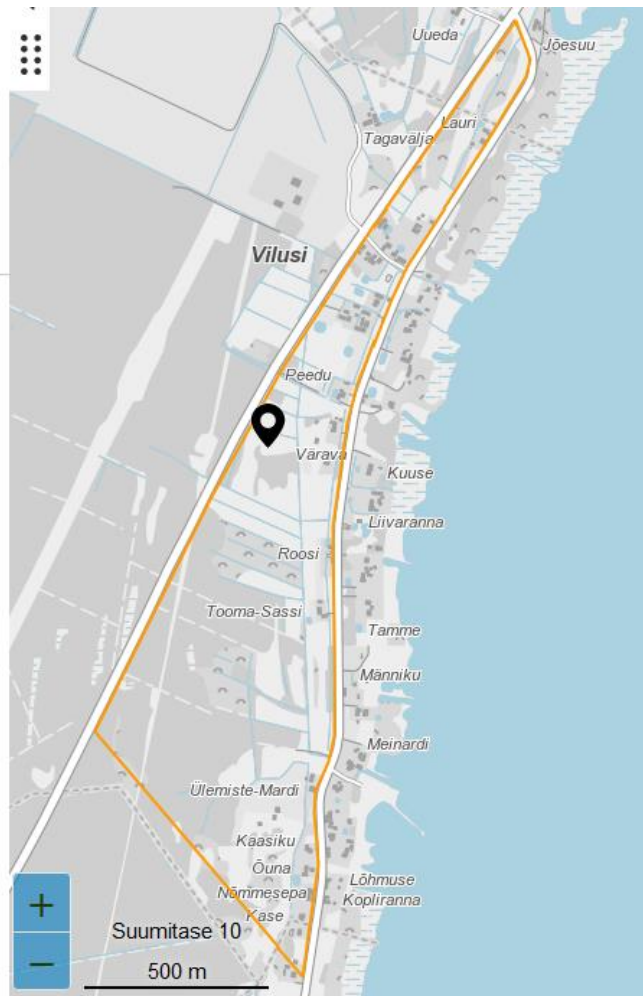 Uueda
Jõesuu
Lauri
Tagavälja
Vilusi
Peedu
Värava
Kuuse
Liivaranna
Roosi
Tooma-Sassi
Tamme
Männiku
Meinardi
Ülemiste-Mardi
Kaasiku
Õuna
Lõhmuse
Nõmmesepa
Kopliranna
Kase
+
Suumitase 10
−
500 m